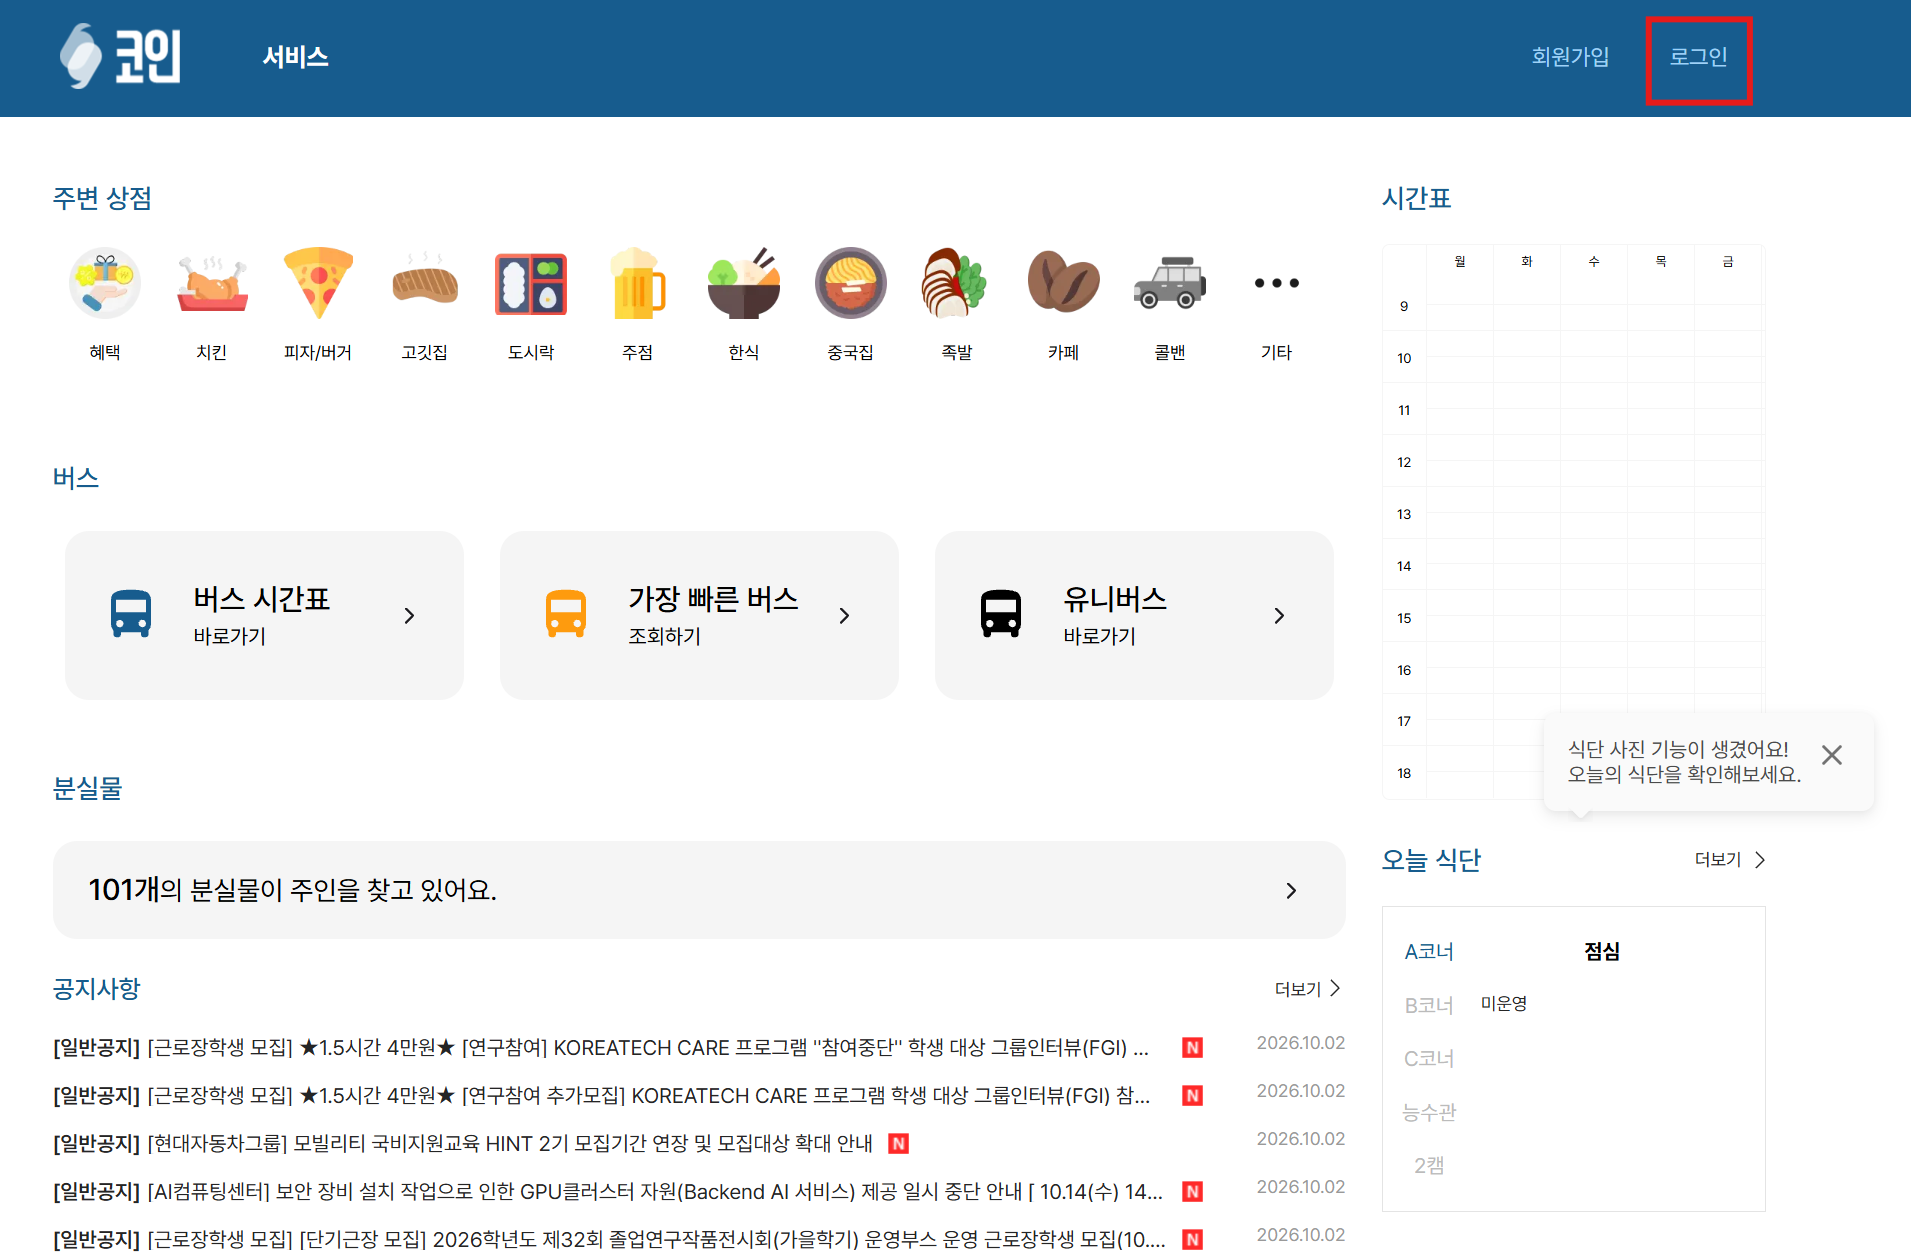 코인
서비스
회원가입
로그인
주변 상점
혜택
치킨
피자/버거
고깃집
도시락
주점
한식
중국집
족발
카페
콜밴
기타
버스
버스 시간표
바로가기
가장 빠른 버스
조회하기
유니버스
바로가기
분실물
101개의 분실물이 주인을 찾고 있어요.
공지사항
더보기
[일반공지] [근로장학생 모집] ★1.5시간 4만원★ [연구참여] KOREATECH CARE 프로그램 "참여중단" 학생 대상 그룹인터뷰(FGI) ... N 2026.10.02
[일반공지] [근로장학생 모집] ★1.5시간 4만원★ [연구참여 추가모집] KOREATECH CARE 프로그램 학생 대상 그룹인터뷰(FGI) 참... N 2026.10.02
[일반공지] [현대자동차그룹] 모빌리티 국비지원교육 HINT 2기 모집기간 연장 및 모집대상 확대 안내 N 2026.10.02
[일반공지] [AI컴퓨팅센터] 보안 장비 설치 작업으로 인한 GPU클러스터 자원(Backend AI 서비스) 제공 일시 중단 안내 [ 10.14(수) 14... N 2026.10.02
[일반공지] [근로장학생 모집] [단기근장 모집] 2026학년도 제32회 졸업연구작품전시회(가을학기) 운영부스 운영 근로장학생 모집(10.... N 2026.10.02
시간표
월 화 수 목 금
9
10
11
12
13
14
15
16
17
18
식단 사진 기능이 생겼어요!
오늘의 식단을 확인해보세요.
오늘 식단
더보기
A코너
점심
B코너
미운영
C코너
능수관
2캠